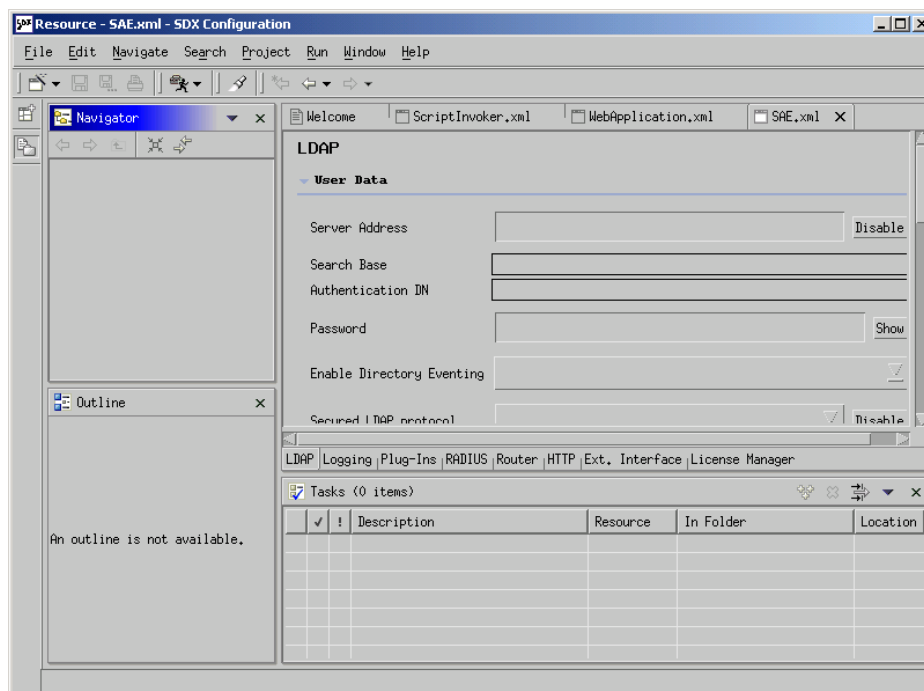 SDX Resource - SAE.xml - SDX Configuration
File Edit Navigate Search Project Run Window Help
Navigator
Welcome ScriptInvoker.xml WebApplication.xml SAE.xml
LDAP
User Data
Server Address Disable
Search Base
Authentication DN
Password Show
Enable Directory Eventing
Secured LDAP protocol Disable
LDAP Logging Plug-Ins RADIUS Router HTTP Ext. Interface License Manager
Outline
An outline is not available.
Tasks (0 items)
! Description Resource In Folder Location